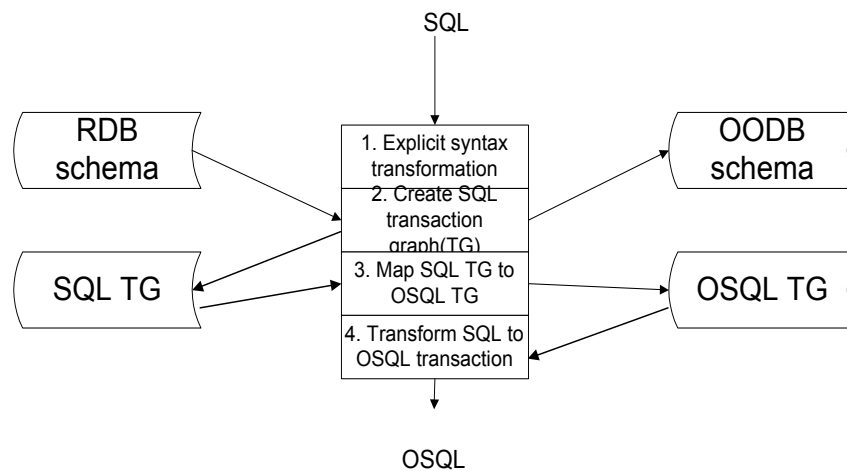 SQL
RDB
schema
1. Explicit syntax
transformation
OODB
schema
2. Create SQL
transaction
graph(TG)
SQL TG
3. Map SQL TG to
OSQL TG
OSQL TG
4. Transform SQL to
OSQL transaction
OSQL